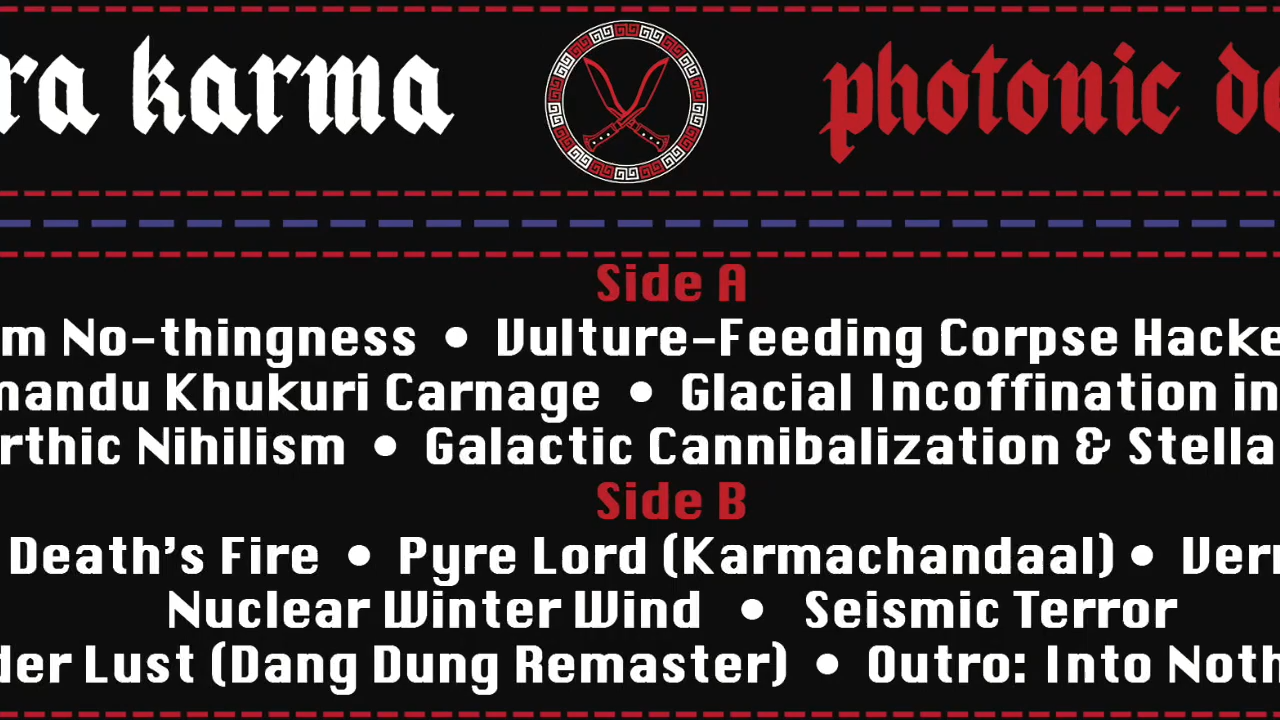 ra karma photonic de
Side A
m No-thingness • Vulture-Feeding Corpse Hacke
mandu Khukuri Carnage • Glacial Incoffination in
rthic Nihilism • Galactic Cannibalization & Stella
Side B
Death's Fire • Pyre Lord (Karmachandaal) • Ver
Nuclear Winter Wind • Seismic Terror
der Lust (Dang Dung Remaster) • Outro: Into Noth